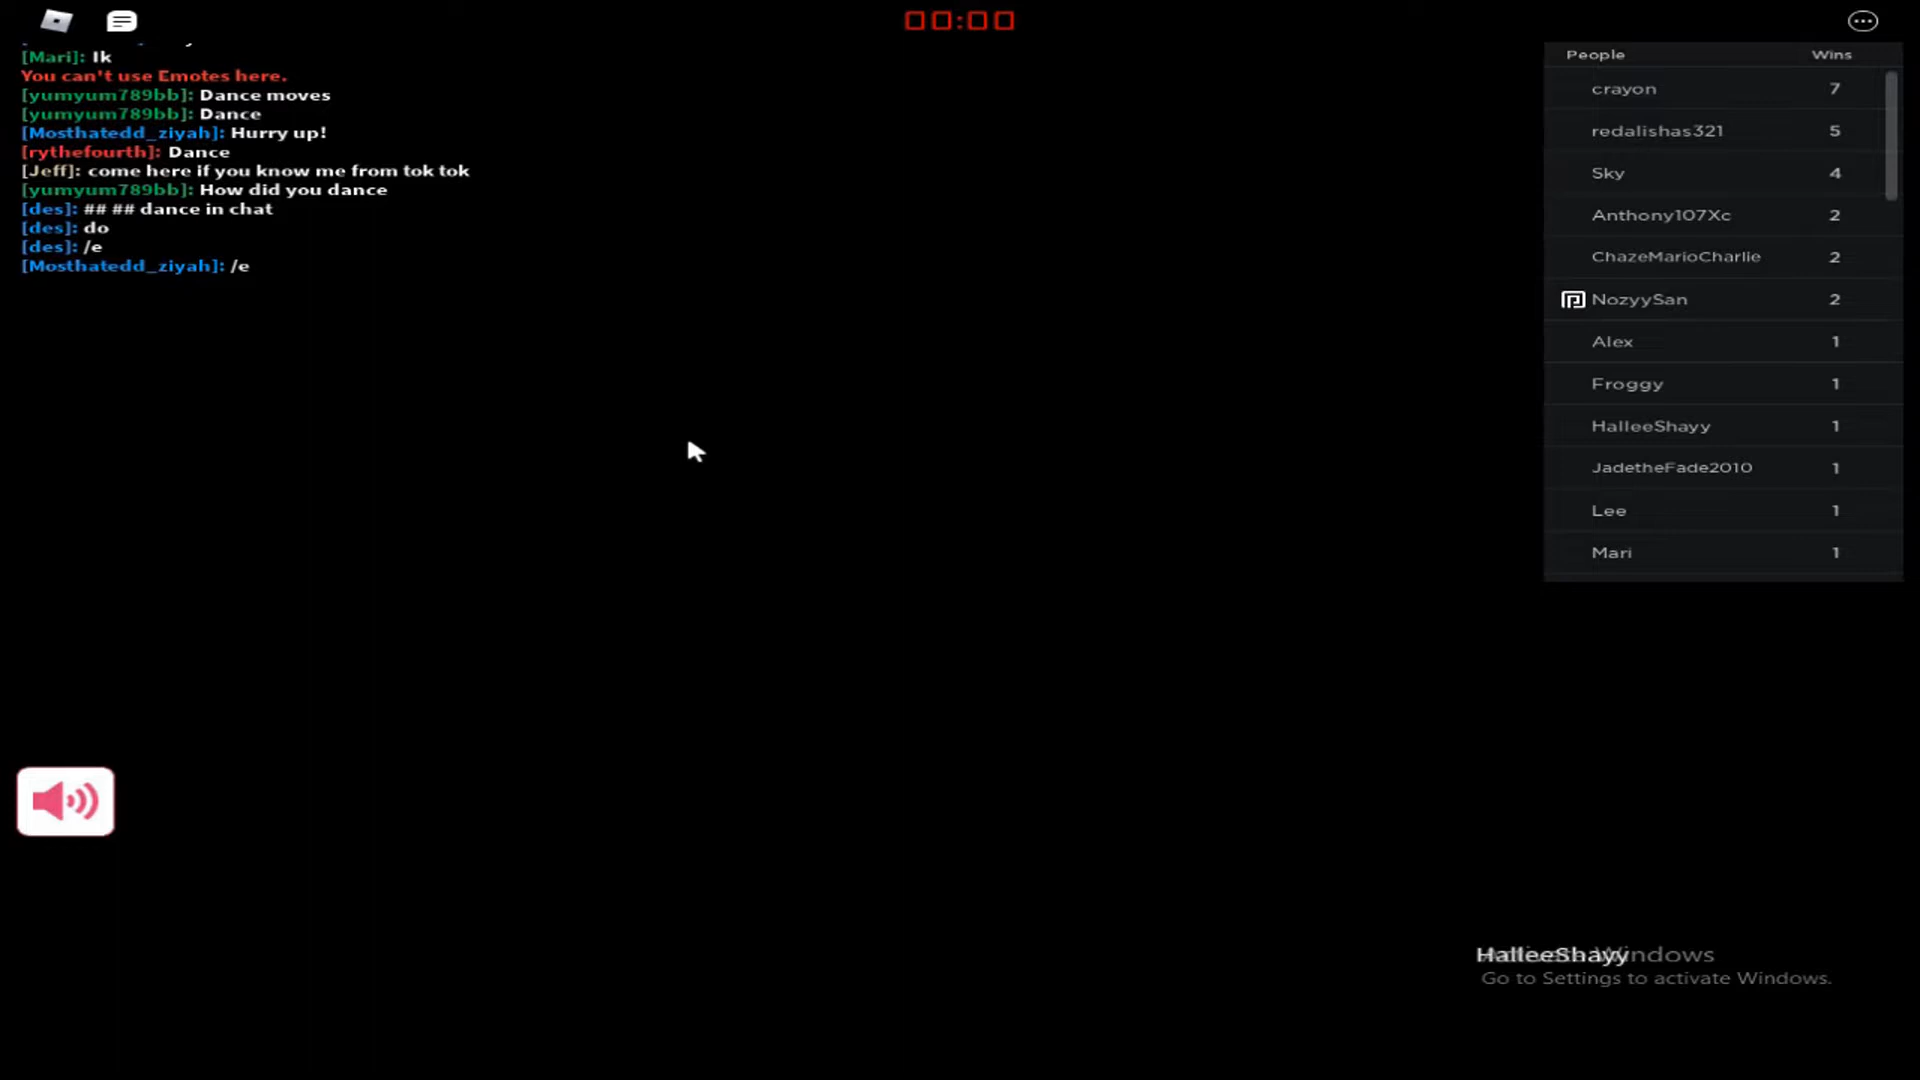 00:00
[Mari]: Ik
You can't use Emotes here.
[yumyum789bb]: Dance moves
[yumyum789bb]: Dance
[Mosthatedd_ziyah]: Hurry up!
[rythefourth]: Dance
[Jeff]: come here if you know me from tok tok
[yumyum789bb]: How did you dance
[des]: ## ## dance in chat
[des]: do
[des]: /e
[Mosthatedd_ziyah]: /e
People Wins
crayon 7
redalishas321 5
Sky 4
Anthony107Xc 2
ChazeMarioCharlie 2
NozyySan 2
Alex 1
Froggy 1
HalleeShayy 1
JadetheFade2010 1
Lee 1
Mari 1
HalleeShayy
Activate Windows
Go to Settings to activate Windows.